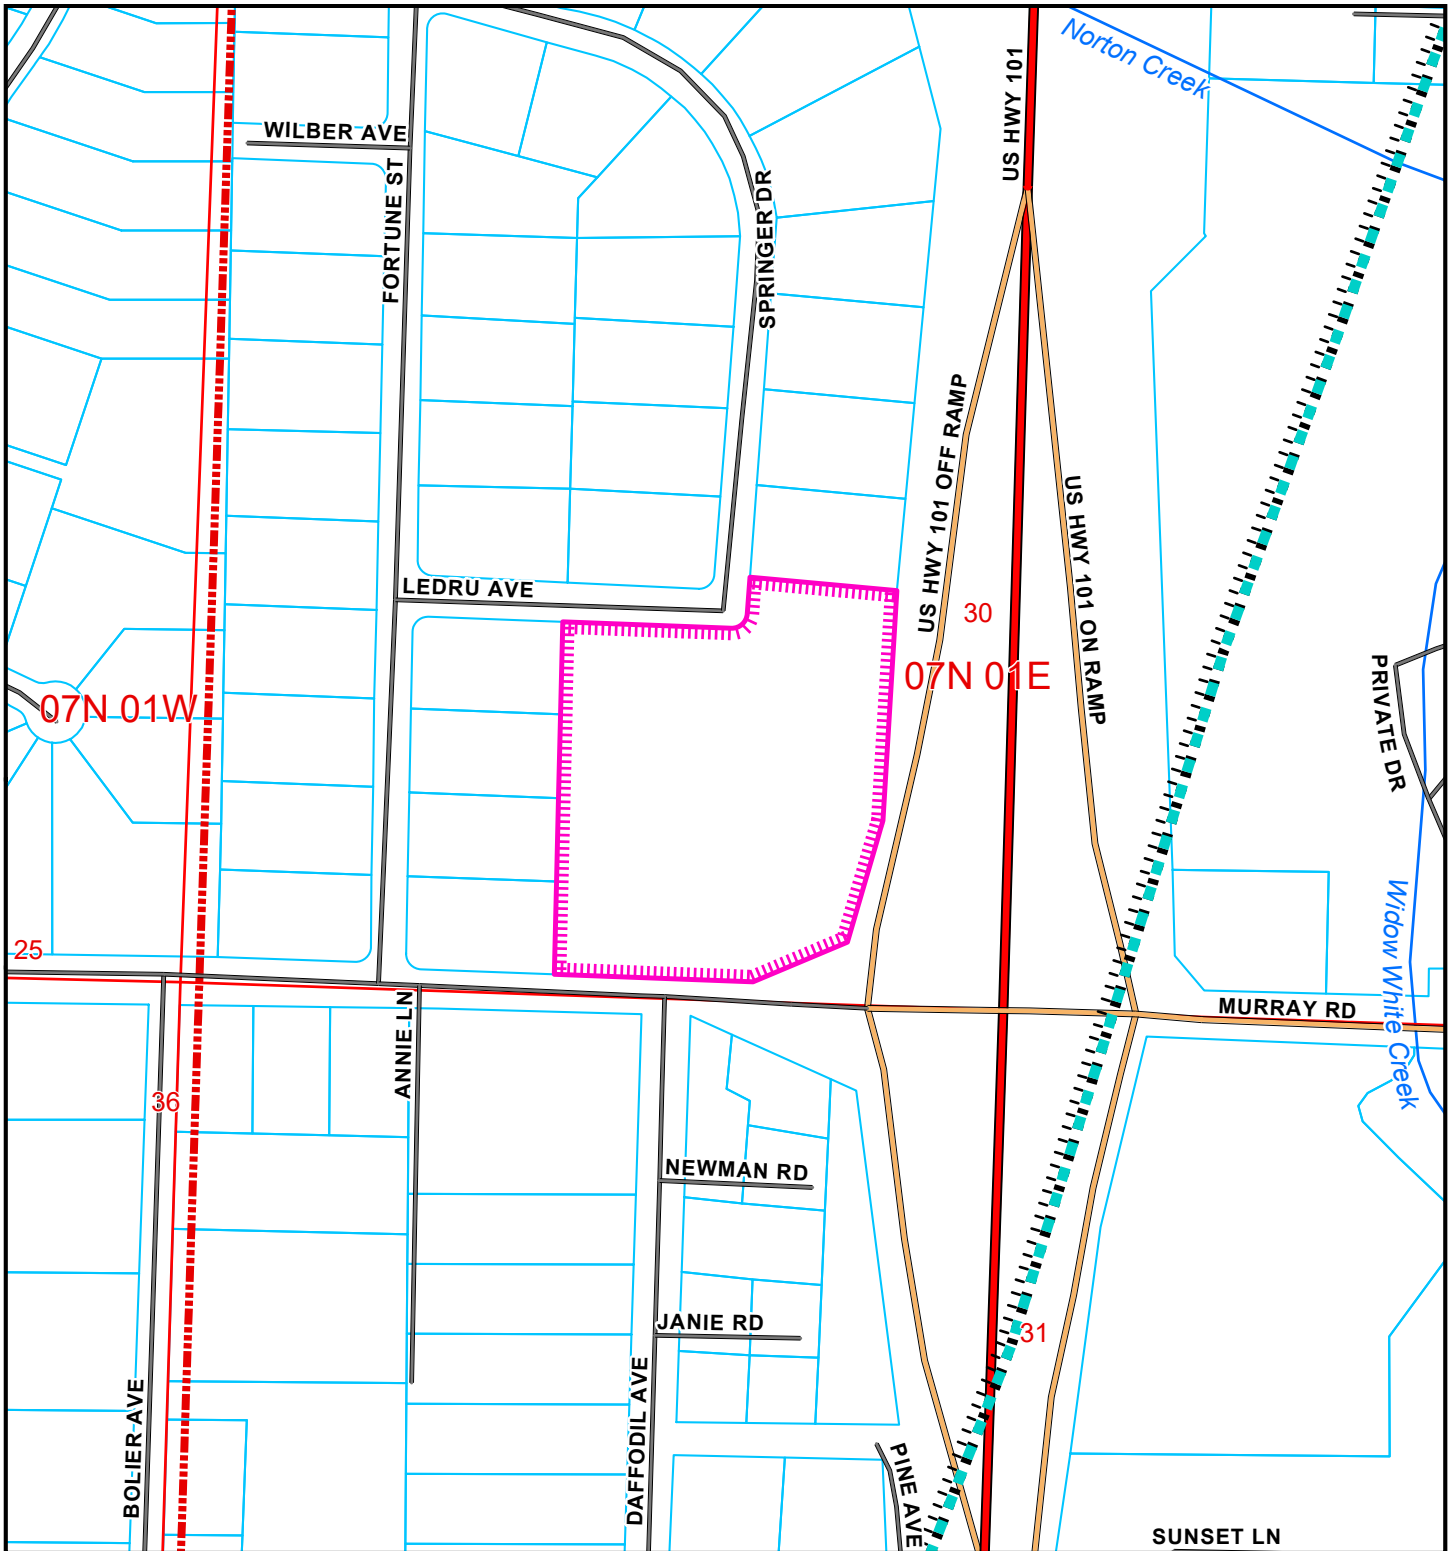 Norton Creek
US HWY 101
WILBER AVE
FORTUNE ST
SPRINGER DR
US HWY 101 OFF RAMP
US HWY 101 ON RAMP
LEDRU AVE
30
07N 01E
07N 01W
PRIVATE DR
25
Widow White Creek
MURRAY RD
ANNIE LN
36
NEWMAN RD
JANIE RD
31
BOLIER AVE
DAFFODIL AVE
PINE AVE
SUNSET LN